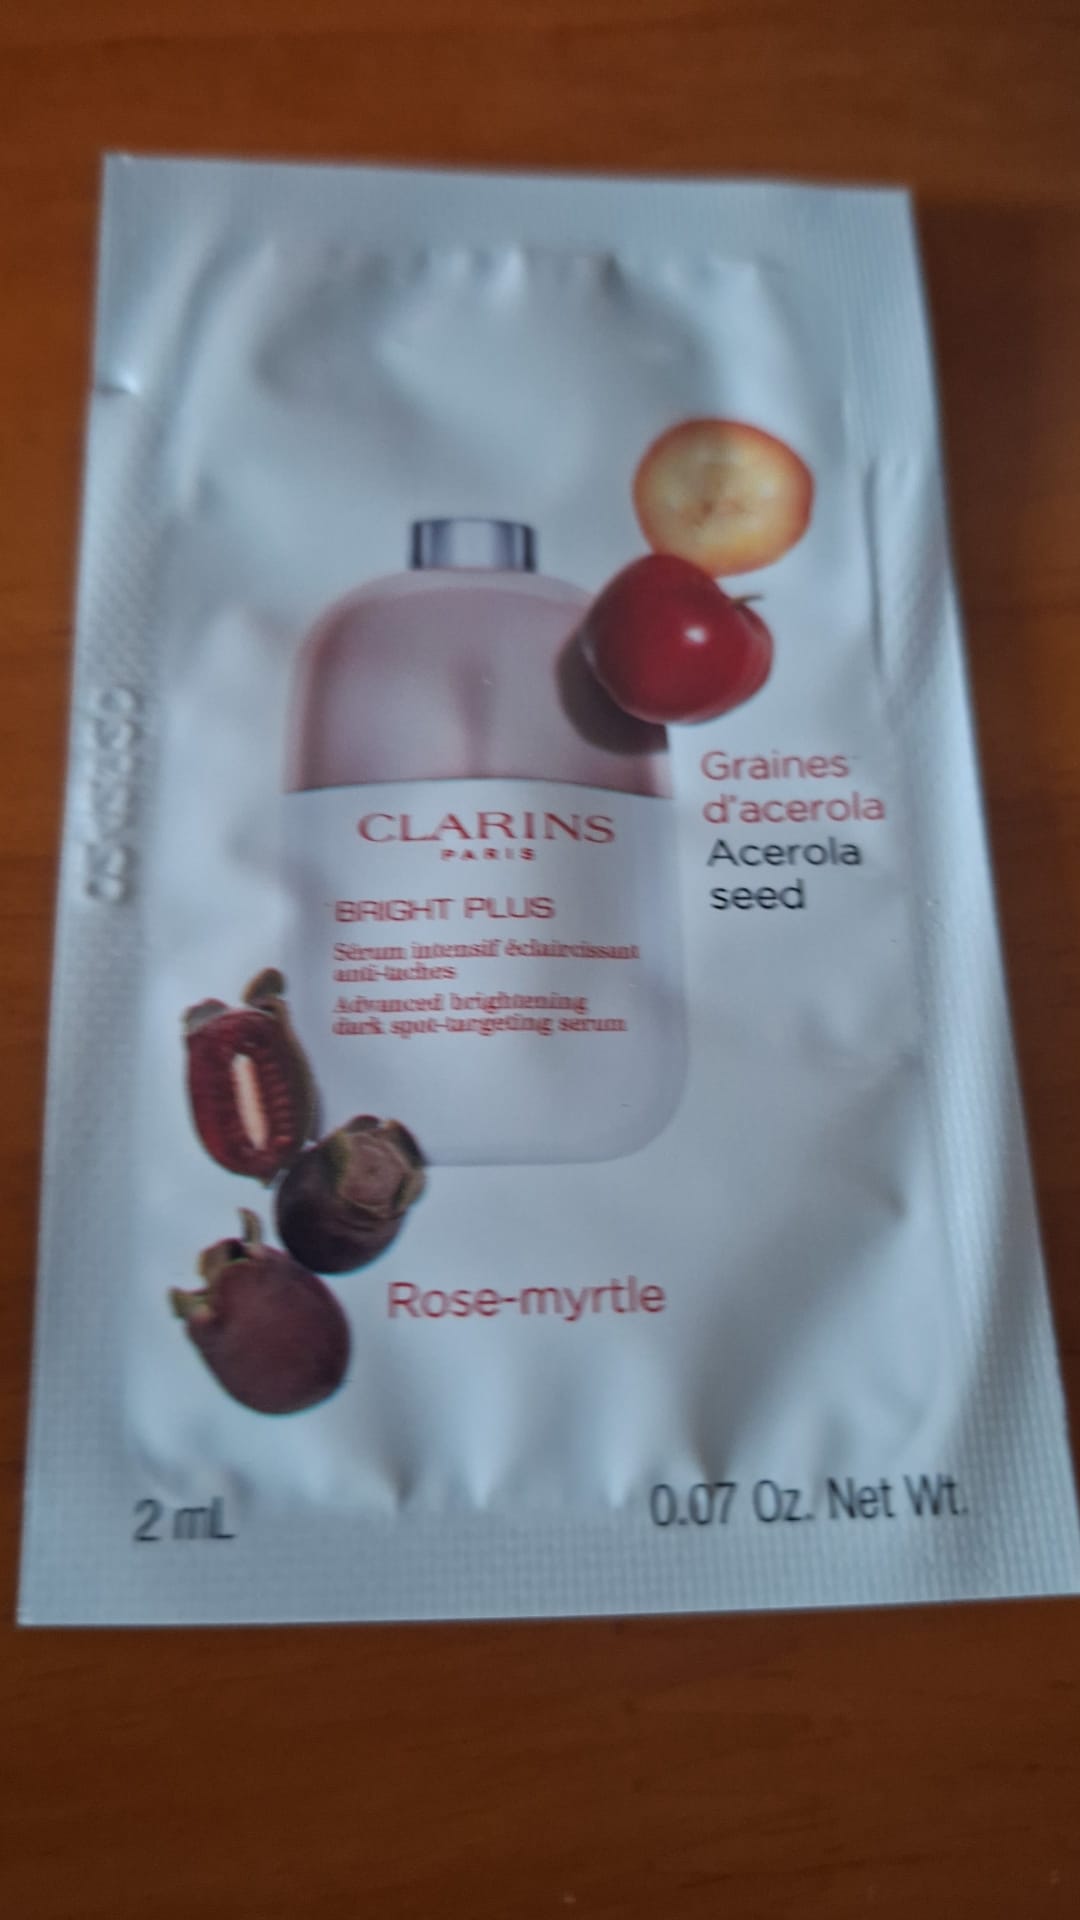 Graines
d'acerola
Acerola
seed
CLARINS
PARIS
BRIGHT PLUS
Sérum intensif éclaircissant
anti-taches
Advanced brightening
dark spot-targeting serum
Rose-myrtle
2 mL
0.07 Oz. Net Wt.